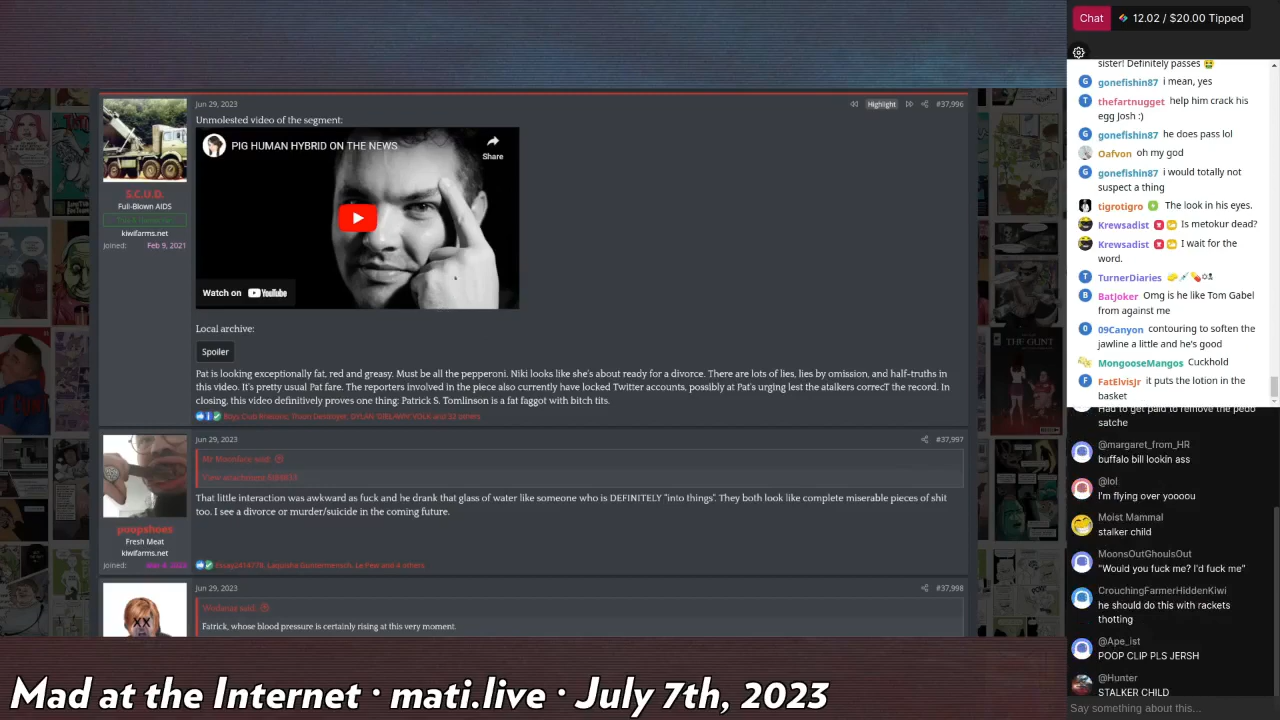 Jun 29, 2023
Highlight
#37,996
Unmolested video of the segment:
PIG HUMAN HYBRID ON THE NEWS
Share
Watch on YouTube
S.C.U.D.
Full-Blown AIDS
kiwifarms.net
Joined: Feb 9, 2021
Local archive:
Spoiler
Pat is looking exceptionally fat, red and greasy. Must be all the pepperoni. Niki looks like she's about ready for a divorce. There are lots of lies, lies by omission, and half-truths in
this video. It's pretty usual Pat fare. The reporters involved in the piece also currently have locked Twitter accounts, possibly at Pat's urging lest the atalkers correcT the record. In
closing, this video definitively proves one thing: Patrick S. Tomlinson is a fat faggot with bitch tits.
Jun 29, 2023
#37,997
Mr Moonface said:
That little interaction was awkward as fuck and he drank that glass of water like someone who is DEFINITELY "into things". They both look like complete miserable pieces of shit
too. I see a divorce or murder/suicide in the coming future.
poopshoes
Fresh Meat
kiwifarms.net
Joined:
Jun 29, 2023
#37,998
Fatrick, whose blood pressure is certainly rising at this very moment.
THE GUNT
Mad at the Internet · mati.live · July 7th, 2023
Chat
12.02 / $20.00 Tipped
sister! Definitely passes
gonefishin87 i mean, yes
thefartnugget help him crack his
egg Josh :)
gonefishin87 he does pass lol
Oafvon oh my god
gonefishin87 i would totally not
suspect a thing
tigrotigro The look in his eyes.
Krewsadist Is metokur dead?
Krewsadist I wait for the
word.
TurnerDiaries
BatJoker Omg is he like Tom Gabel
from against me
09Canyon contouring to soften the
jawline a little and he's good
MongooseMangos Cuckhold
FatElvisJr it puts the lotion in the
basket
Had to get paid to remove the pedo
satche
@margaret_from_HR
buffalo bill lookin ass
@lol
I'm flying over yoooou
Moist Mammal
stalker child
MoonsOutGhoulsOut
"Would you fuck me? I'd fuck me"
CrouchingFarmerHiddenKiwi
he should do this with rackets
thotting
@Ape_ist
POOP CLIP PLS JERSH
@Hunter
STALKER CHILD
Say something about this...